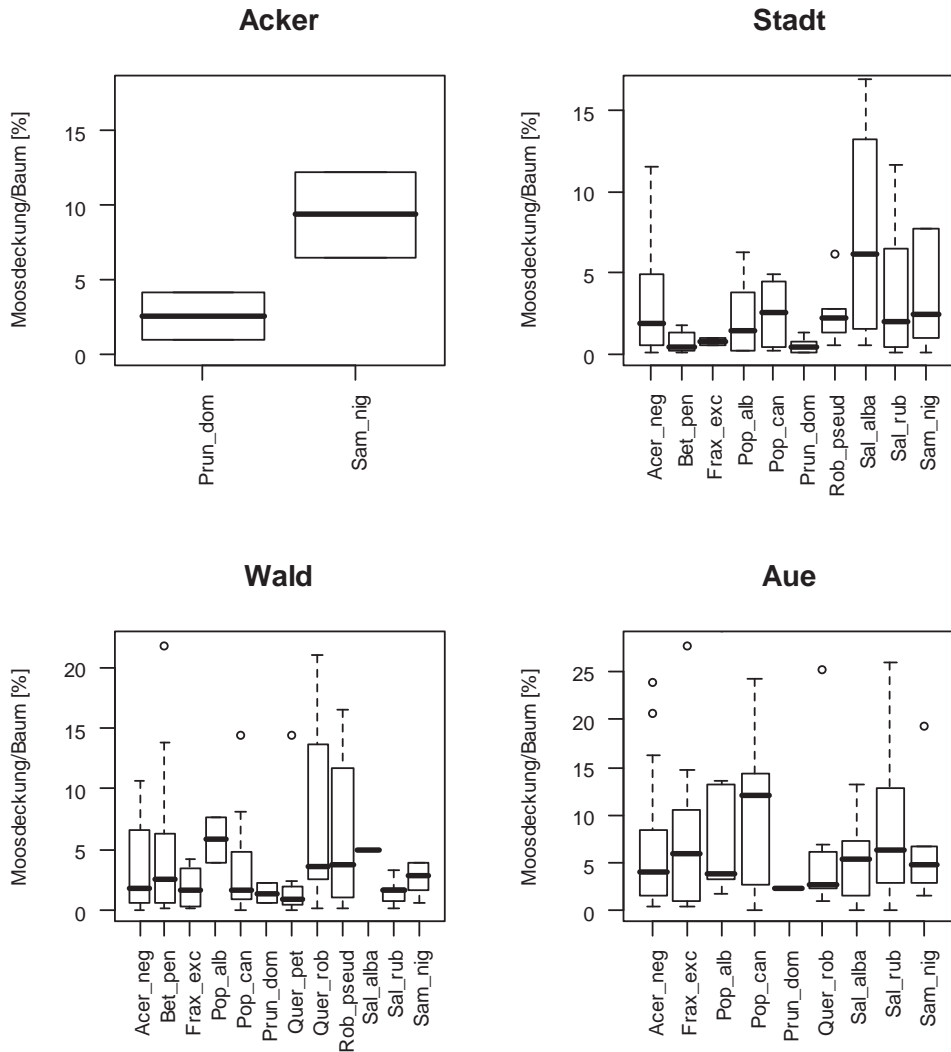 Acker
Moosdeckung/Baum [%]
15
10
5
0
Prun_dom
Sam_nig
Stadt
Moosdeckung/Baum [%]
15
10
5
0
Acer_neg
Bet_pen
Frax_exc
Pop_alb
Pop_can
Prun_dom
Rob_pseud
Sal_alba
Sal_rub
Sam_nig
Wald
Moosdeckung/Baum [%]
20
15
10
5
0
Acer_neg
Bet_pen
Frax_exc
Pop_alb
Pop_can
Prun_dom
Quer_pet
Quer_rob
Rob_pseud
Sal_alba
Sal_rub
Sam_nig
Aue
Moosdeckung/Baum [%]
25
20
15
10
5
0
Acer_neg
Frax_exc
Pop_alb
Pop_can
Prun_dom
Quer_rob
Sal_alba
Sal_rub
Sam_nig